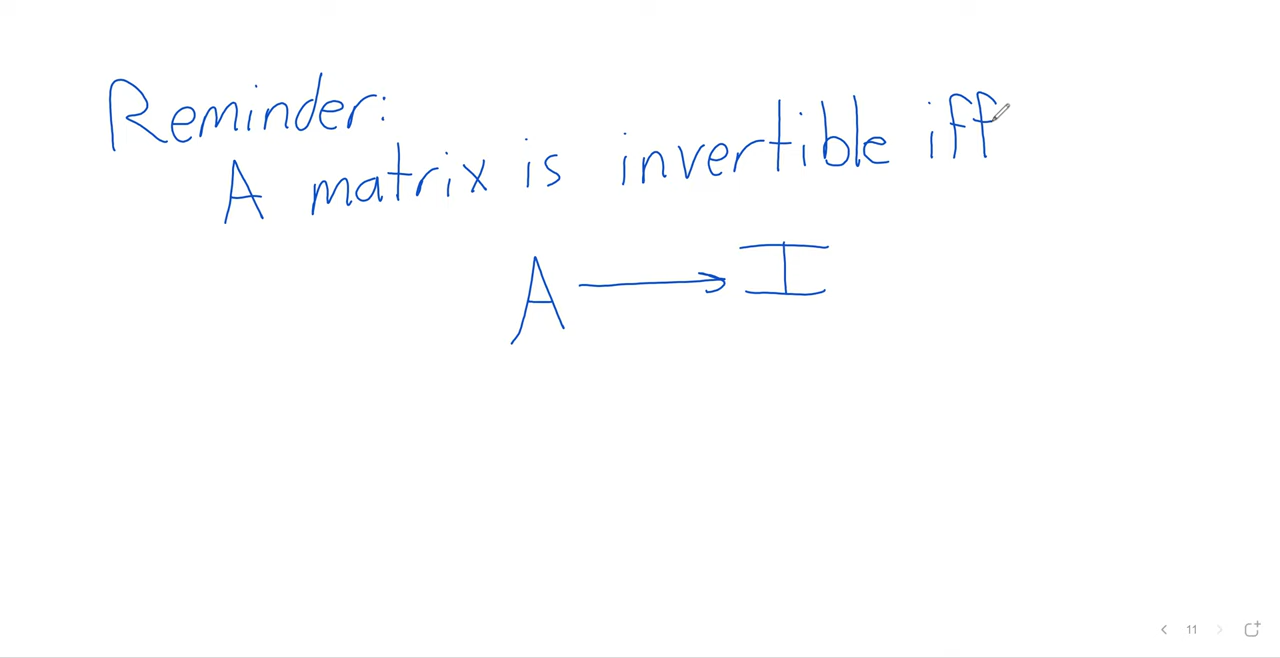 Reminder:
A matrix is invertible iff
A → I
11